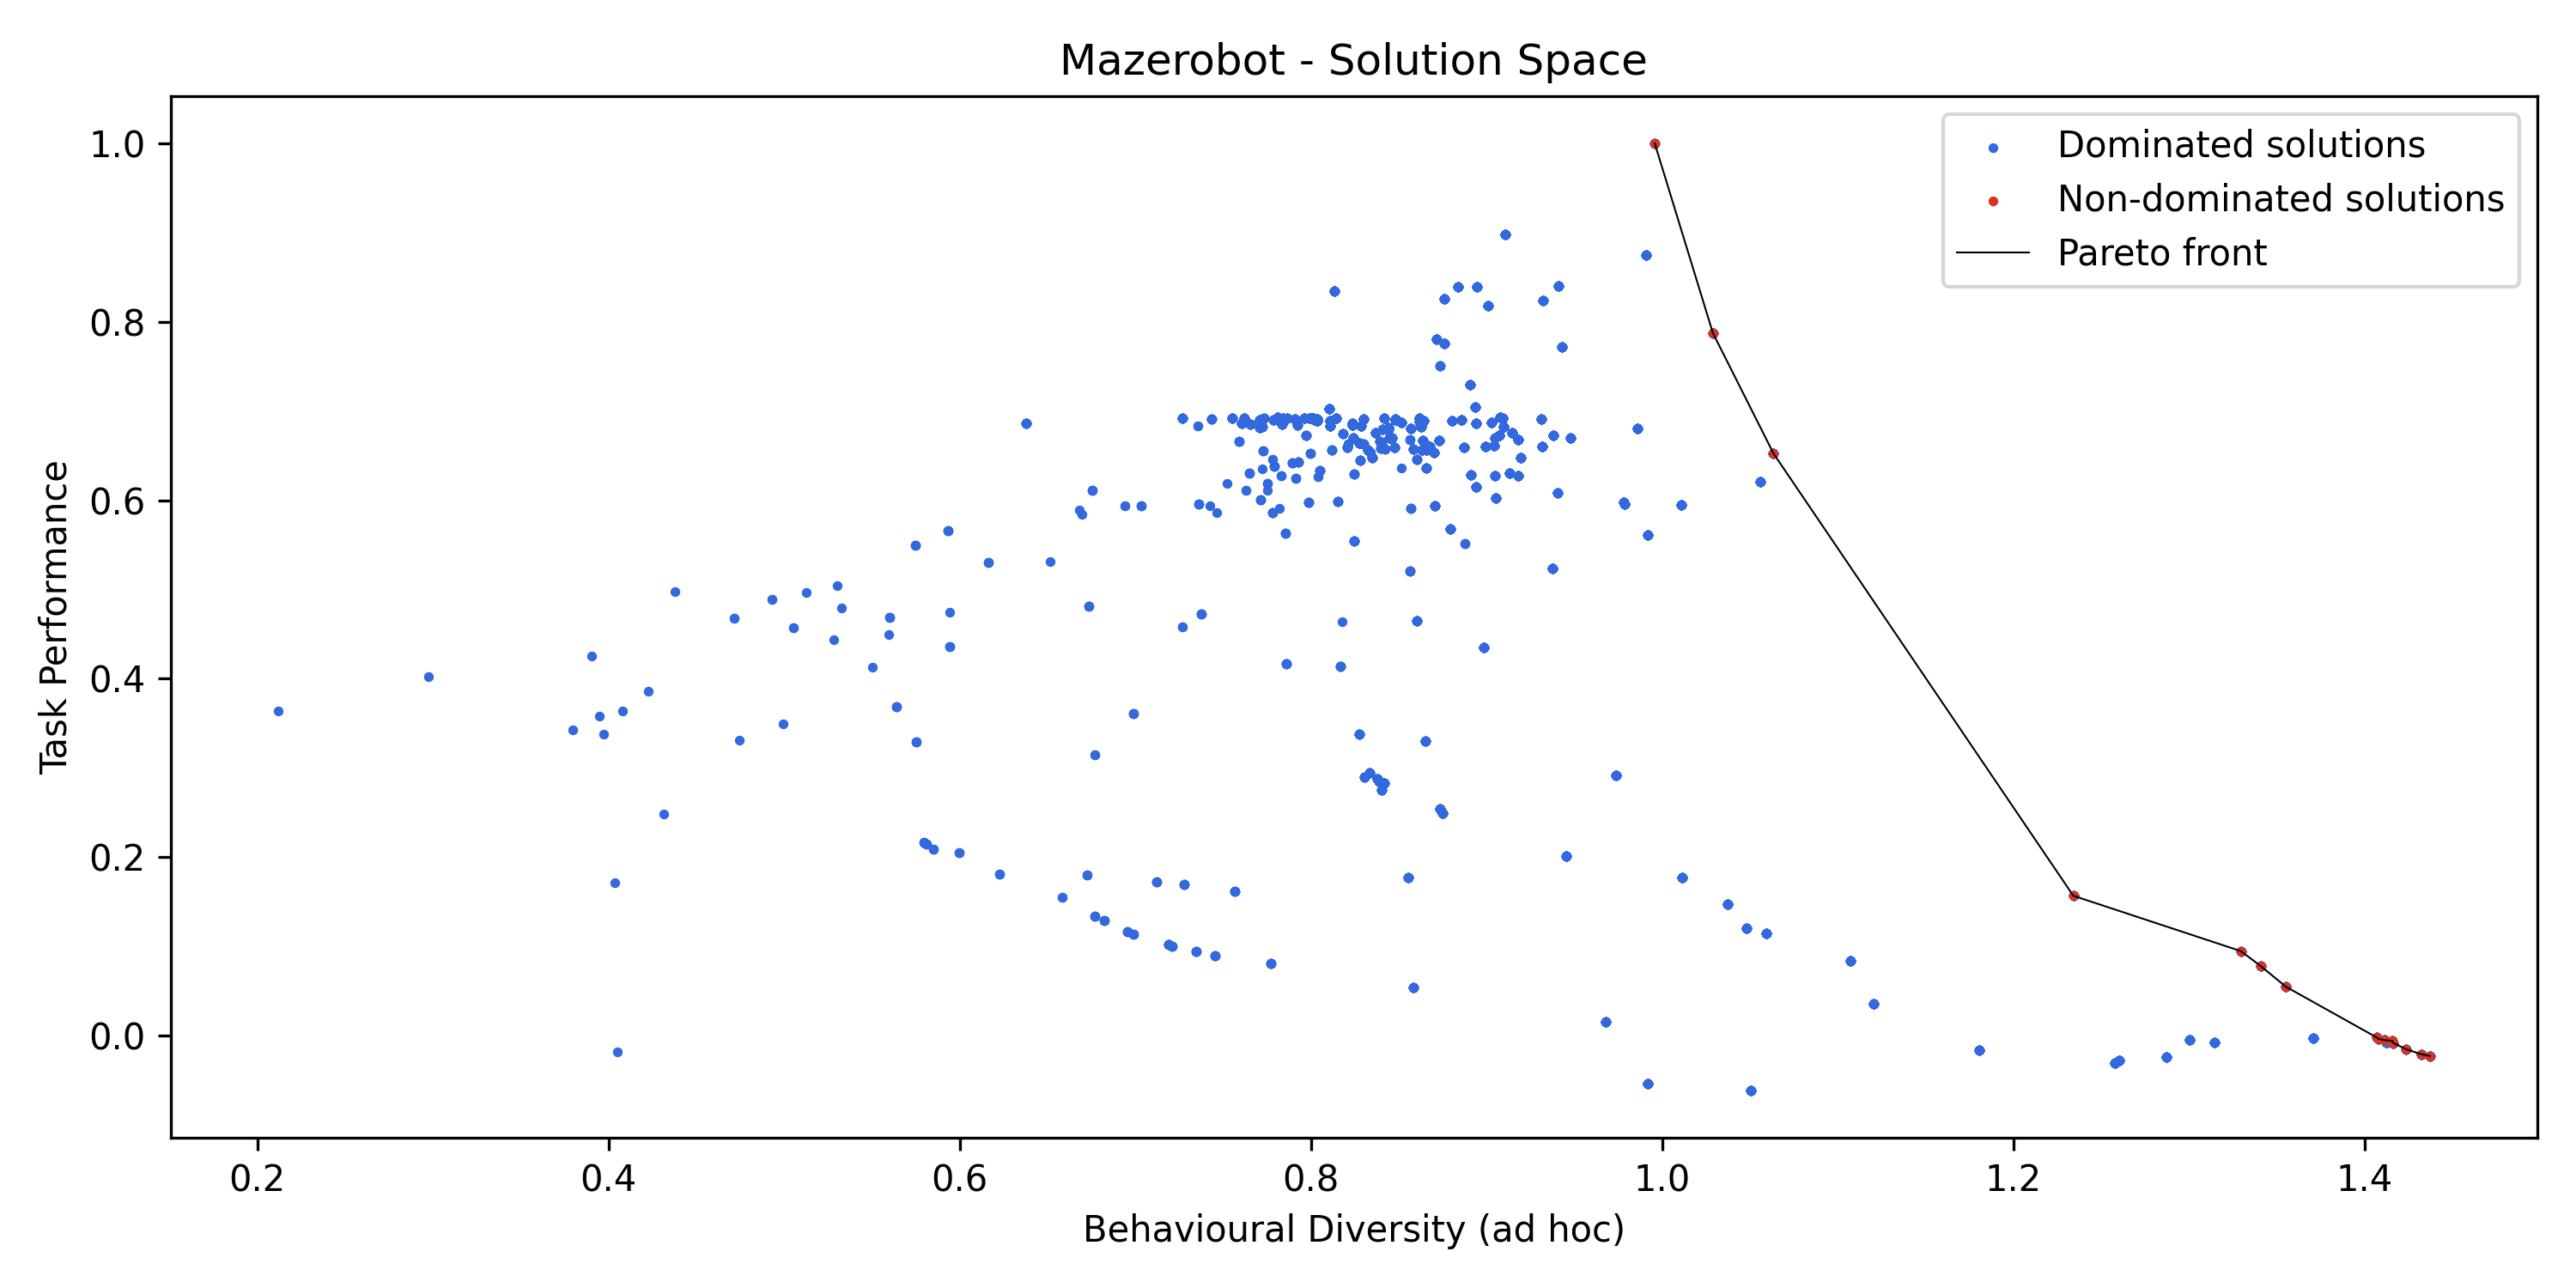 Mazerobot - Solution Space
Dominated solutions
Non-dominated solutions
Pareto front
1.0
0.8
0.6
0.4
0.2
0.0
Task Performance
0.2 0.4 0.6 0.8 1.0 1.2 1.4
Behavioural Diversity (ad hoc)